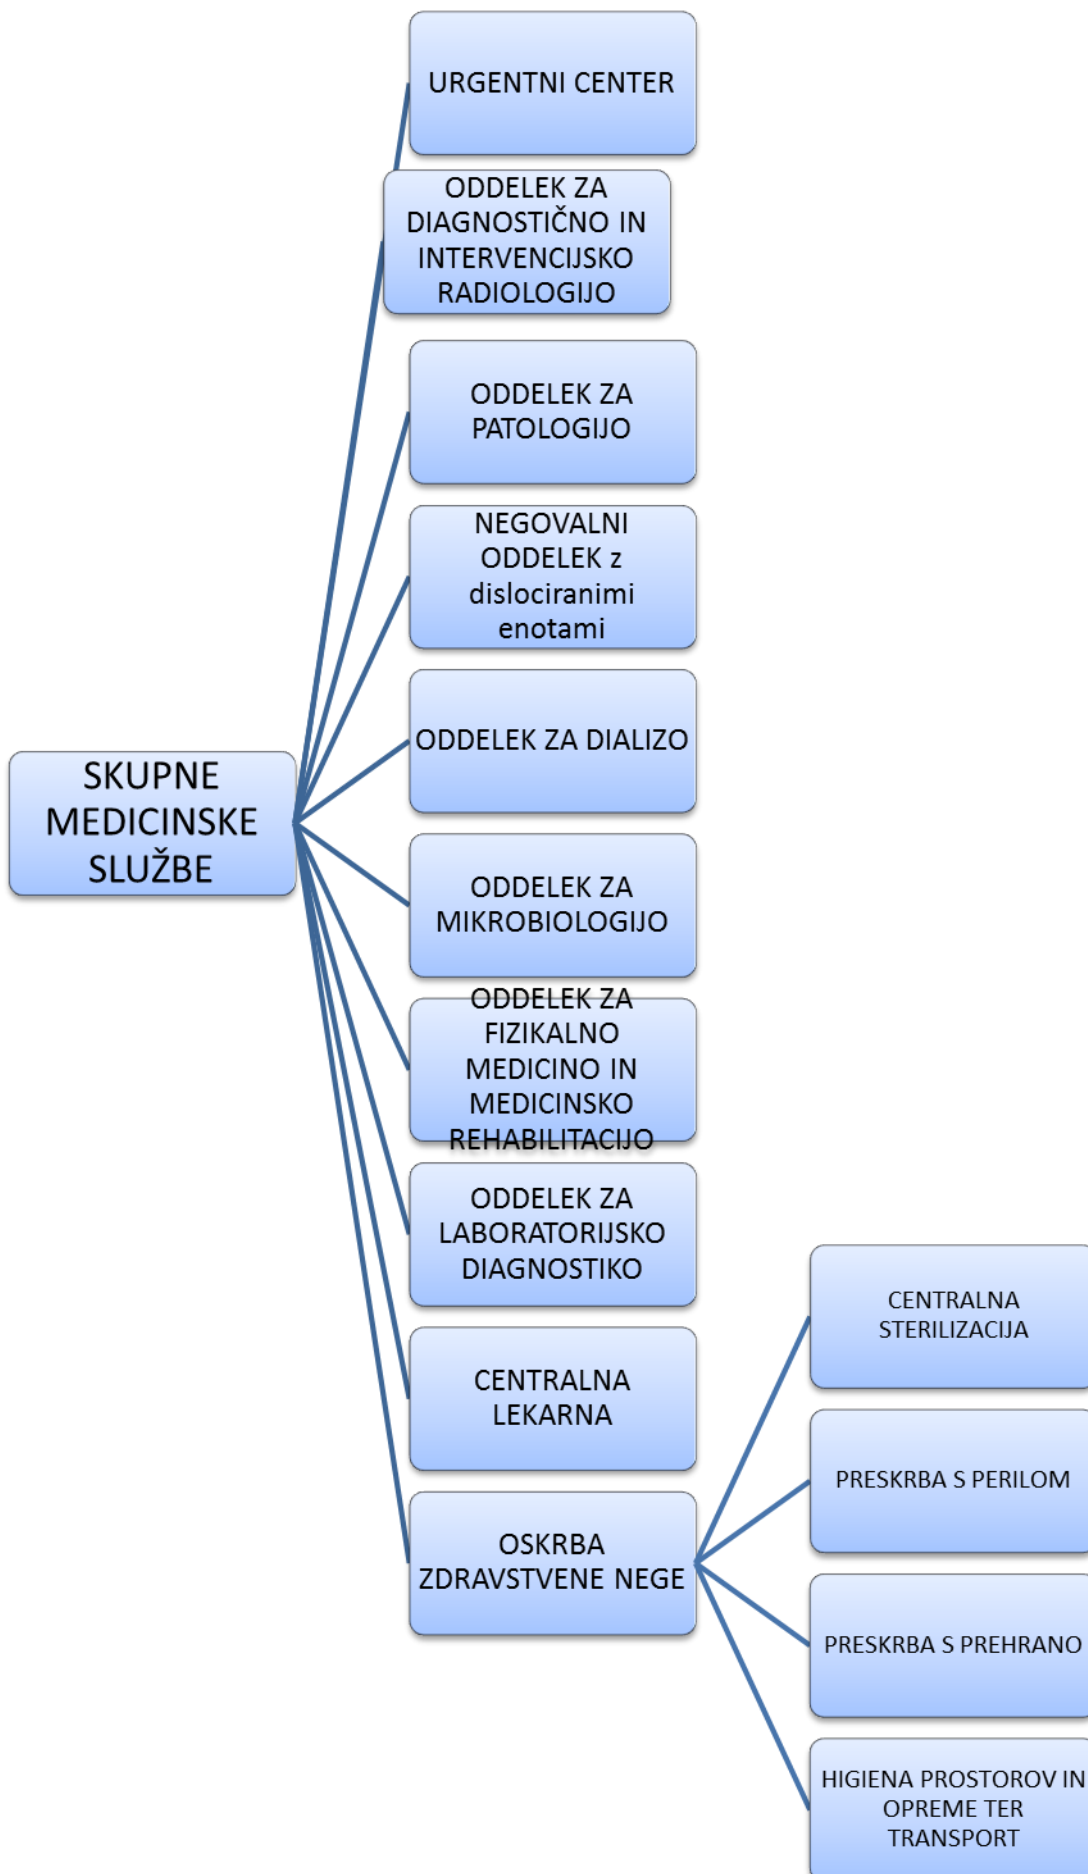 URGENTNI CENTER
ODDELEK ZA
DIAGNOSTIČNO IN
INTERVENCIJSKO
RADIOLOGIJO
ODDELEK ZA
PATOLOGIJO
NEGOVALNI
ODDELEK z
dislociranimi
enotami
ODDELEK ZA DIALIZO
SKUPNE
MEDICINSKE
SLUŽBE
ODDELEK ZA
MIKROBIOLOGIJO
ODDELEK ZA
FIZIKALNO
MEDICINO IN
MEDICINSKO
REHABILITACIJO
ODDELEK ZA
LABORATORIJSKO
DIAGNOSTIKO
CENTRALNA
LEKARNA
OSKRBA
ZDRAVSTVENE NEGE
CENTRALNA
STERILIZACIJA
PRESKRBA S PERILOM
PRESKRBA S PREHRANO
HIGIENA PROSTOROV IN
OPREME TER
TRANSPORT